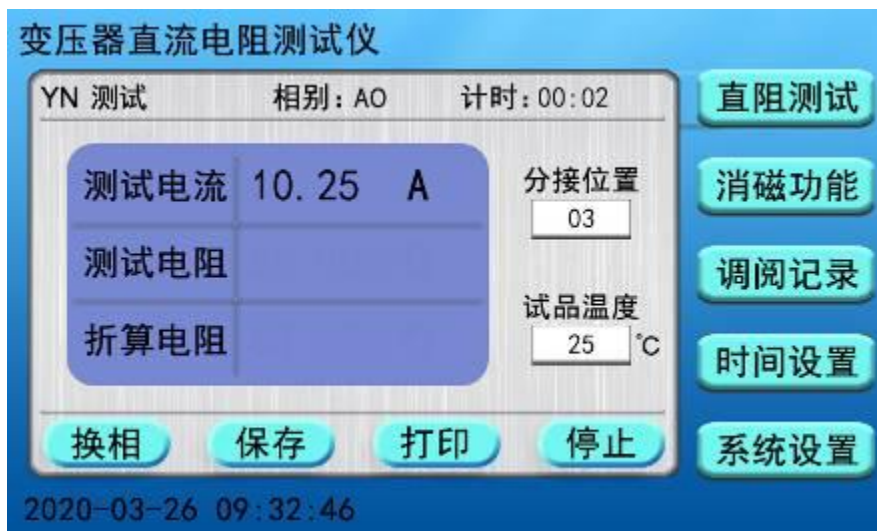 变压器直流电阻测试仪
YN 测试 相别：AO 计时：00:02
直阻测试
测试电流 10.25 A
分接位置
03
消磁功能
测试电阻
调阅记录
折算电阻
试品温度
25 ℃
时间设置
换相 保存 打印 停止
系统设置
2020-03-26 09:32:46